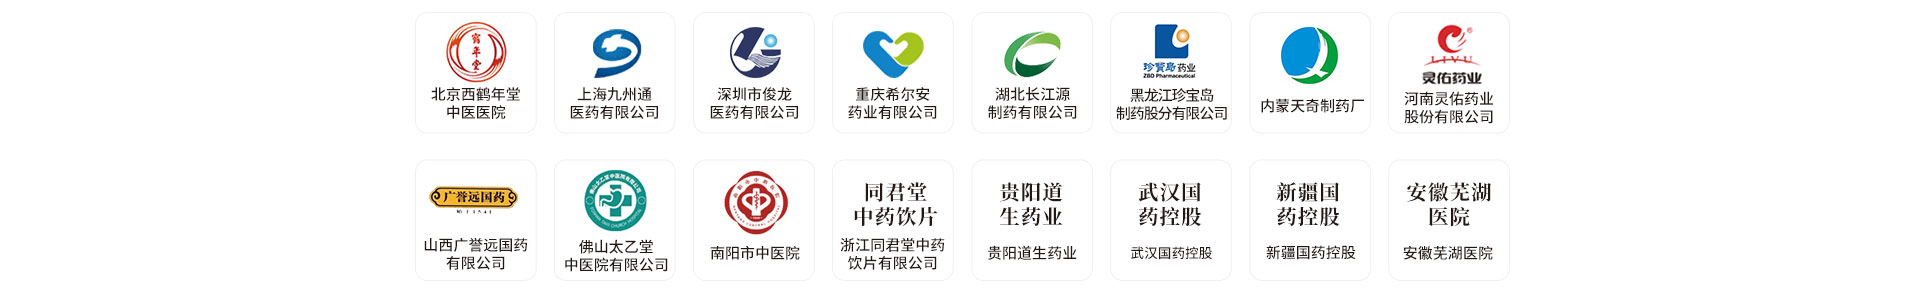 鹤年堂
北京西鹤年堂
中医医院
上海九州通
医药有限公司
深圳市俊龙
医药有限公司
重庆希尔安
药业有限公司
湖北长江源
制药有限公司
珍宝岛药业
ZBD Pharmaceutical
黑龙江珍宝岛
制药股分有限公司
内蒙天奇制药厂
LIYU
灵佑药业
河南灵佑药业
股份有限公司
广誉远国药
始于1541
山西广誉远国药
有限公司
佛山太乙堂
中医院有限公司
南阳市中医院
同君堂
中药饮片
浙江同君堂中药
饮片有限公司
贵阳道
生药业
贵阳道生药业
武汉国
药控股
武汉国药控股
新疆国
药控股
新疆国药控股
安徽芜湖
医院
安徽芜湖医院